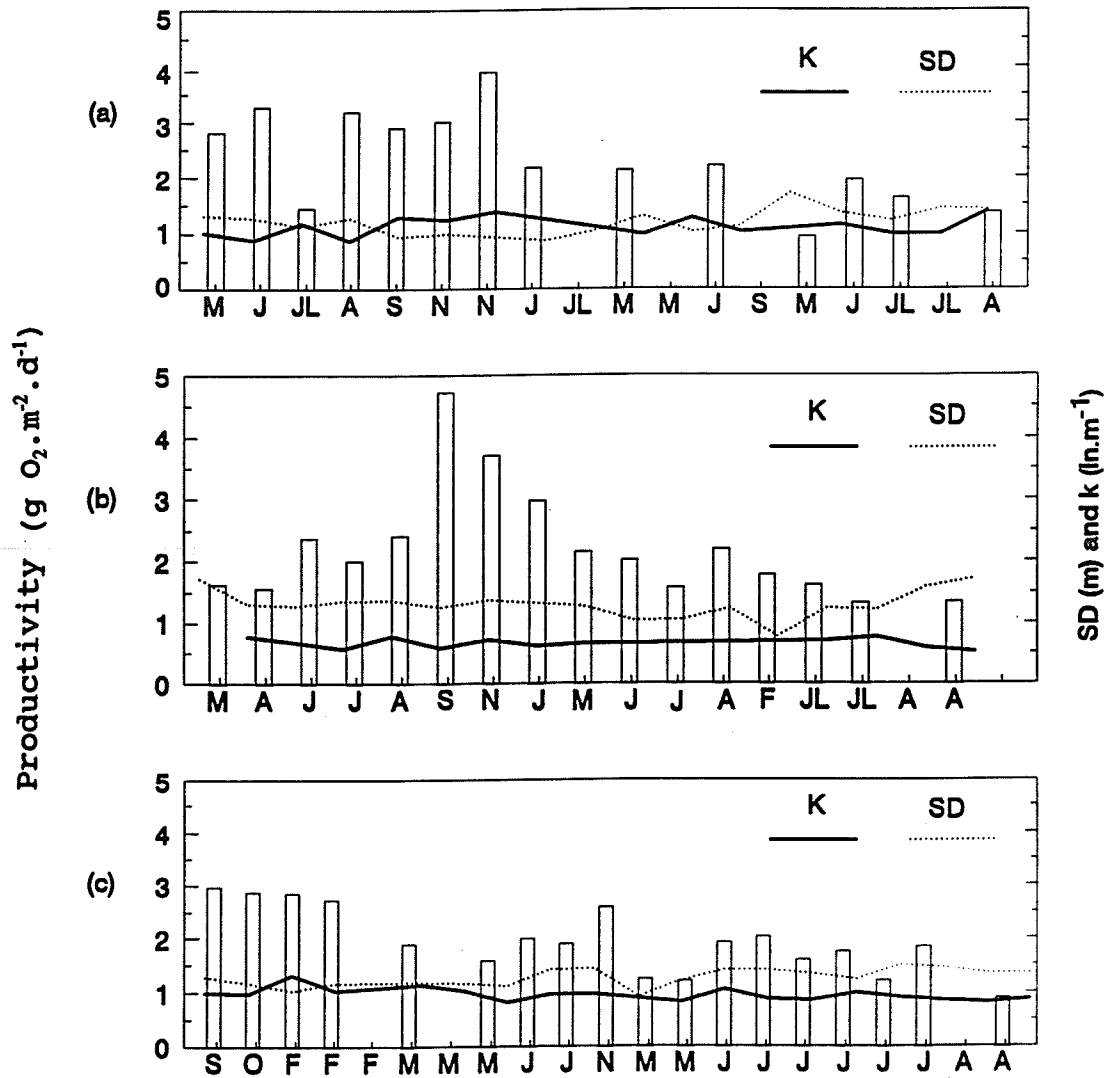 Productivity (g O₂.m⁻².d⁻¹)
SD (m) and k (ln.m⁻¹)
(a)
K SD
5
4
3
2
1
0
M J JL A S N N J JL M M J S M J JL JL A
(b)
K SD
5
4
3
2
1
0
M A J J A S N J M J J A F JL JL A A
(c)
K SD
5
4
3
2
1
0
S O F F F M M M J J N M M J J J J J J A A